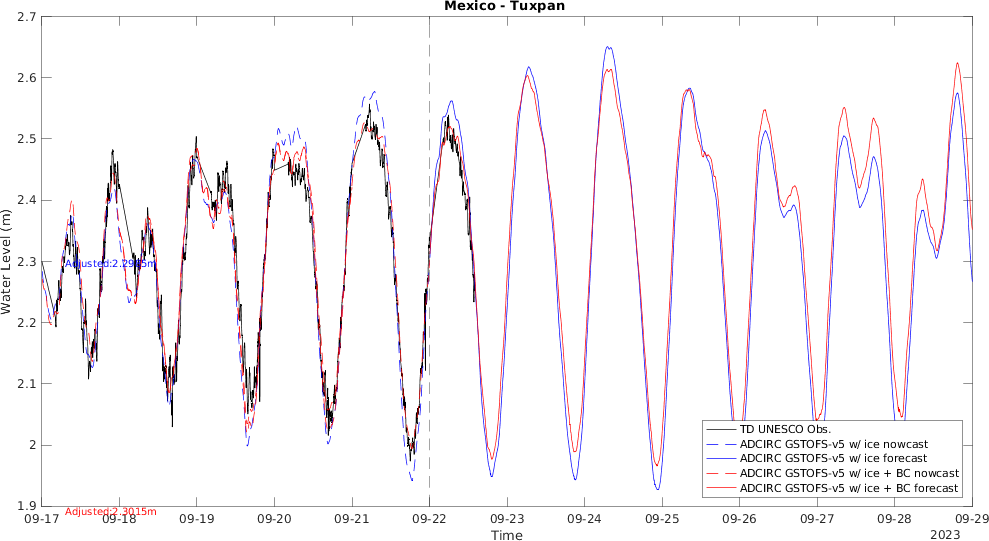 Mexico - Tuxpan
2.7
2.6
2.5
2.4
2.3
2.2
2.1
2
1.9
Water Level (m)
Adjusted:2.2915m
Adjusted:2.3015m
TD UNESCO Obs.
ADCIRC GSTOFS-v5 w/ ice nowcast
ADCIRC GSTOFS-v5 w/ ice forecast
ADCIRC GSTOFS-v5 w/ ice + BC nowcast
ADCIRC GSTOFS-v5 w/ ice + BC forecast
09-17 09-18 09-19 09-20 09-21 09-22 09-23 09-24 09-25 09-26 09-27 09-28 09-29
Time
2023